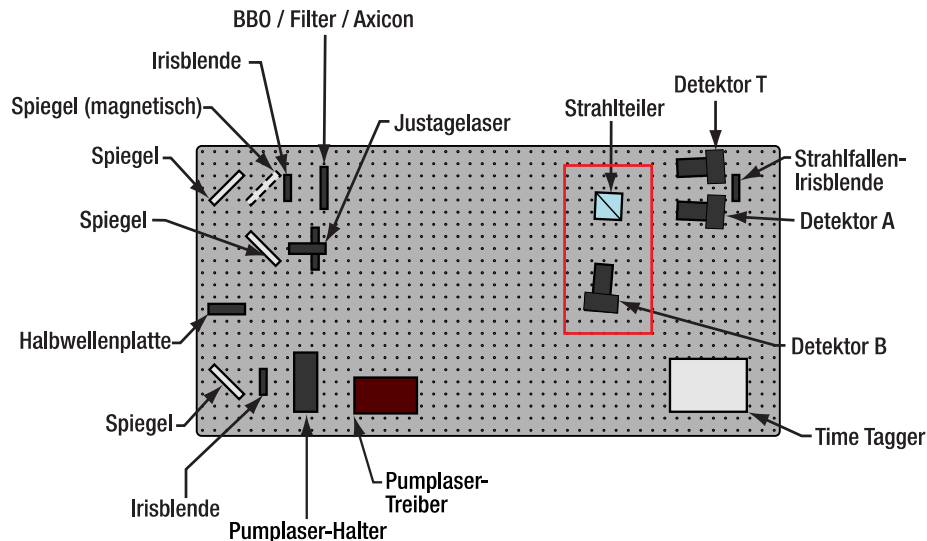 BBO / Filter / Axicon
Irisblende
Detektor T
Spiegel (magnetisch)
Strahlteiler
Justagelaser
Spiegel
Strahlfallen-
Irisblende
Spiegel
Detektor A
Halbwellenplatte
Detektor B
Spiegel
Time Tagger
Pumplaser-
Treiber
Irisblende
Pumplaser-Halter